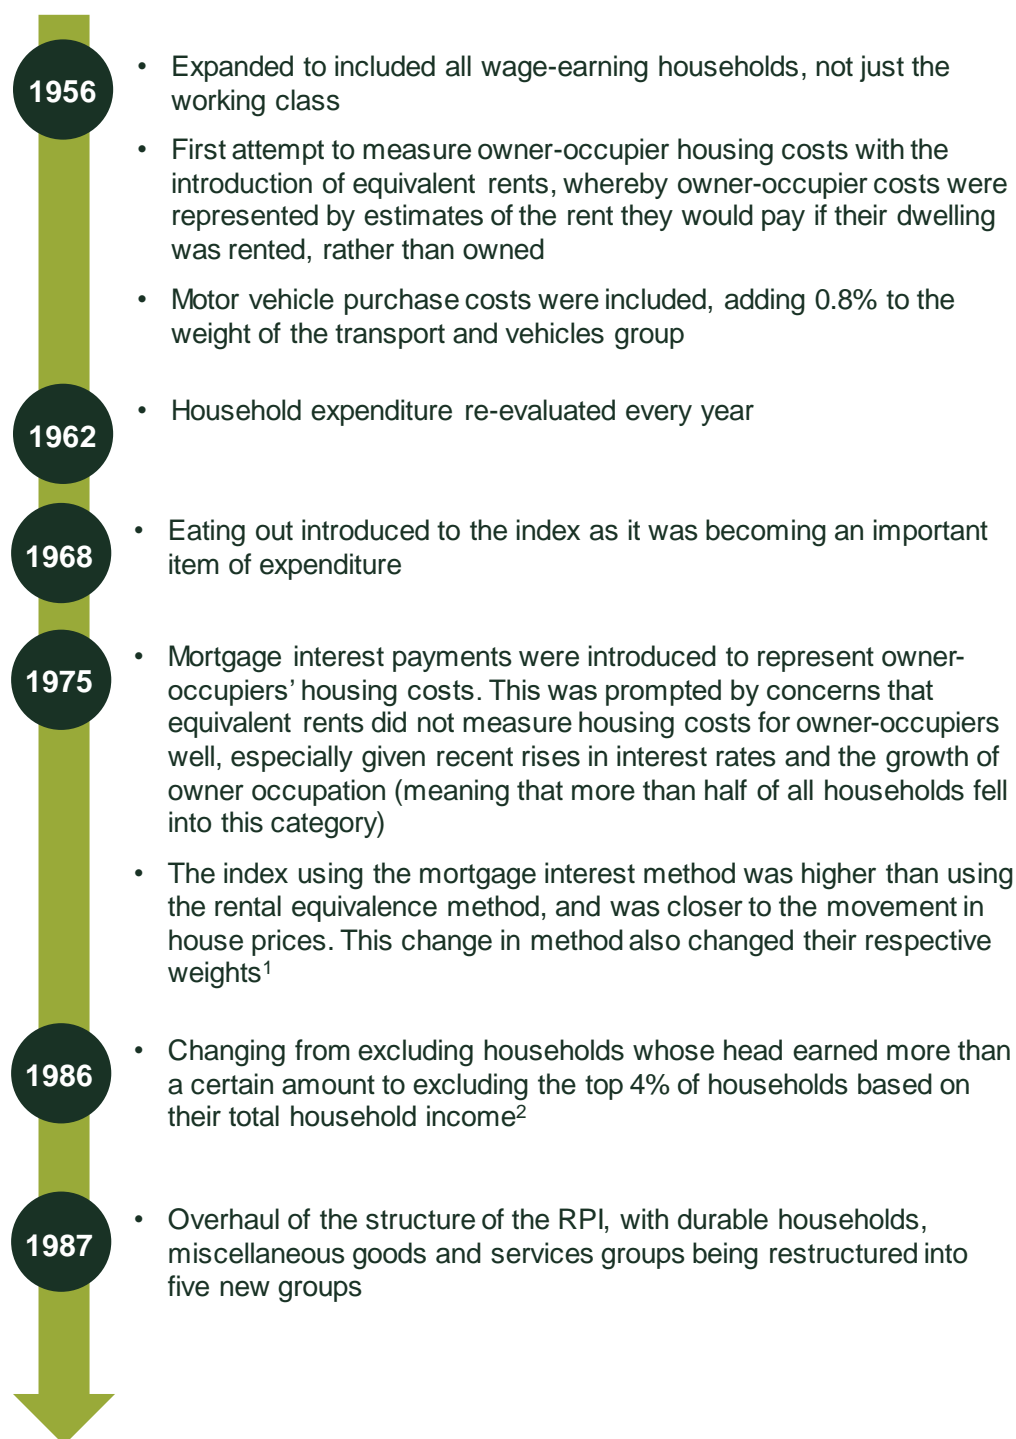 1956
• Expanded to included all wage-earning households, not just the
working class
• First attempt to measure owner-occupier housing costs with the
introduction of equivalent rents, whereby owner-occupier costs were
represented by estimates of the rent they would pay if their dwelling
was rented, rather than owned
• Motor vehicle purchase costs were included, adding 0.8% to the
weight of the transport and vehicles group
1962
• Household expenditure re-evaluated every year
1968
• Eating out introduced to the index as it was becoming an important
item of expenditure
1975
• Mortgage interest payments were introduced to represent owner-
occupiers’ housing costs. This was prompted by concerns that
equivalent rents did not measure housing costs for owner-occupiers
well, especially given recent rises in interest rates and the growth of
owner occupation (meaning that more than half of all households fell
into this category)
• The index using the mortgage interest method was higher than using
the rental equivalence method, and was closer to the movement in
house prices. This change in method also changed their respective
weights¹
1986
• Changing from excluding households whose head earned more than
a certain amount to excluding the top 4% of households based on
their total household income²
1987
• Overhaul of the structure of the RPI, with durable households,
miscellaneous goods and services groups being restructured into
five new groups